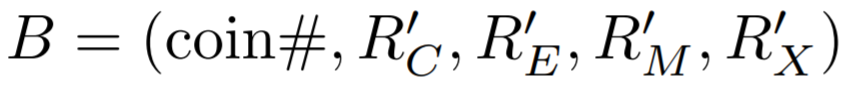 B = (coin#, R′_C, R′_E, R′_M, R′_X)